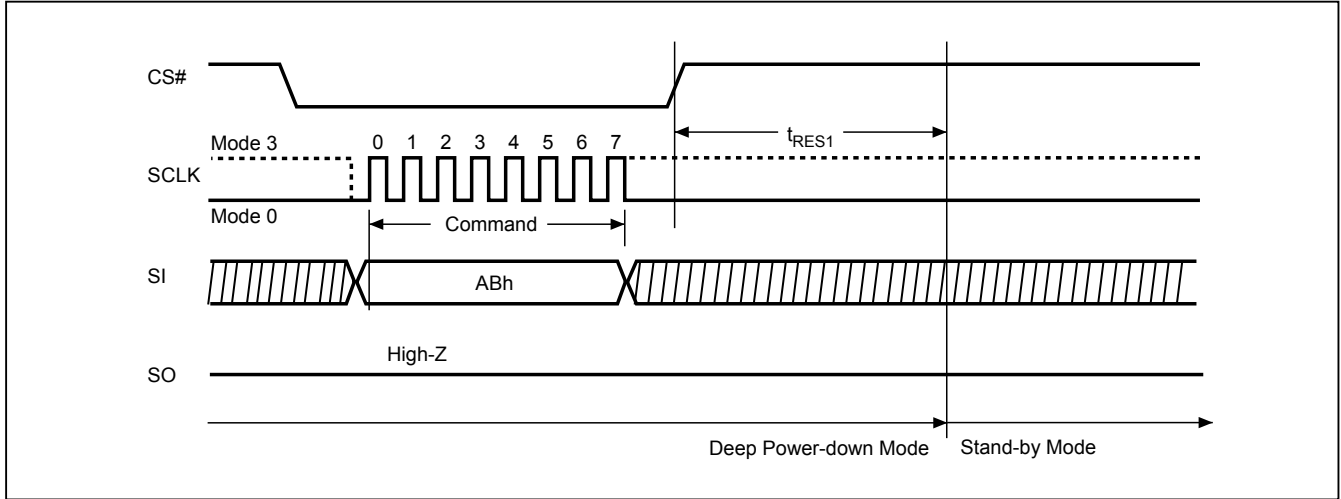 CS#
tRES1
Mode 3
0 1 2 3 4 5 6 7
SCLK
Mode 0
Command
SI
ABh
High-Z
SO
Deep Power-down Mode
Stand-by Mode